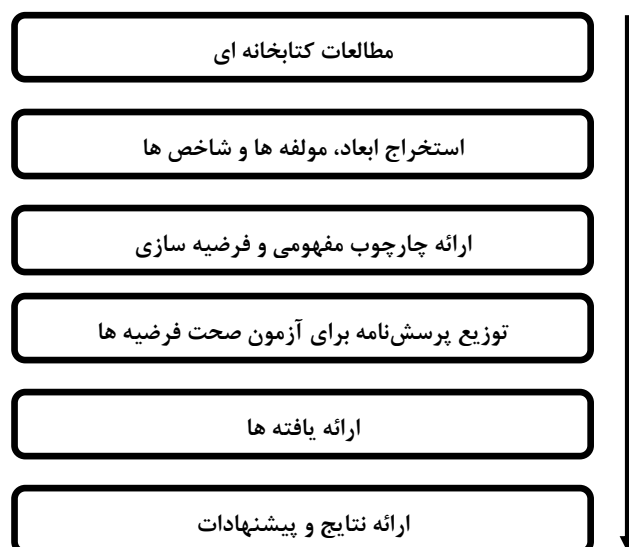 مطالعات کتابخانه ای
استخراج ابعاد، مولفه ها و شاخص ها
ارائه چارچوب مفهومی و فرضیه سازی
توزیع پرسش‌نامه برای آزمون صحت فرضیه ها
ارائه یافته ها
ارائه نتایج و پیشنهادات